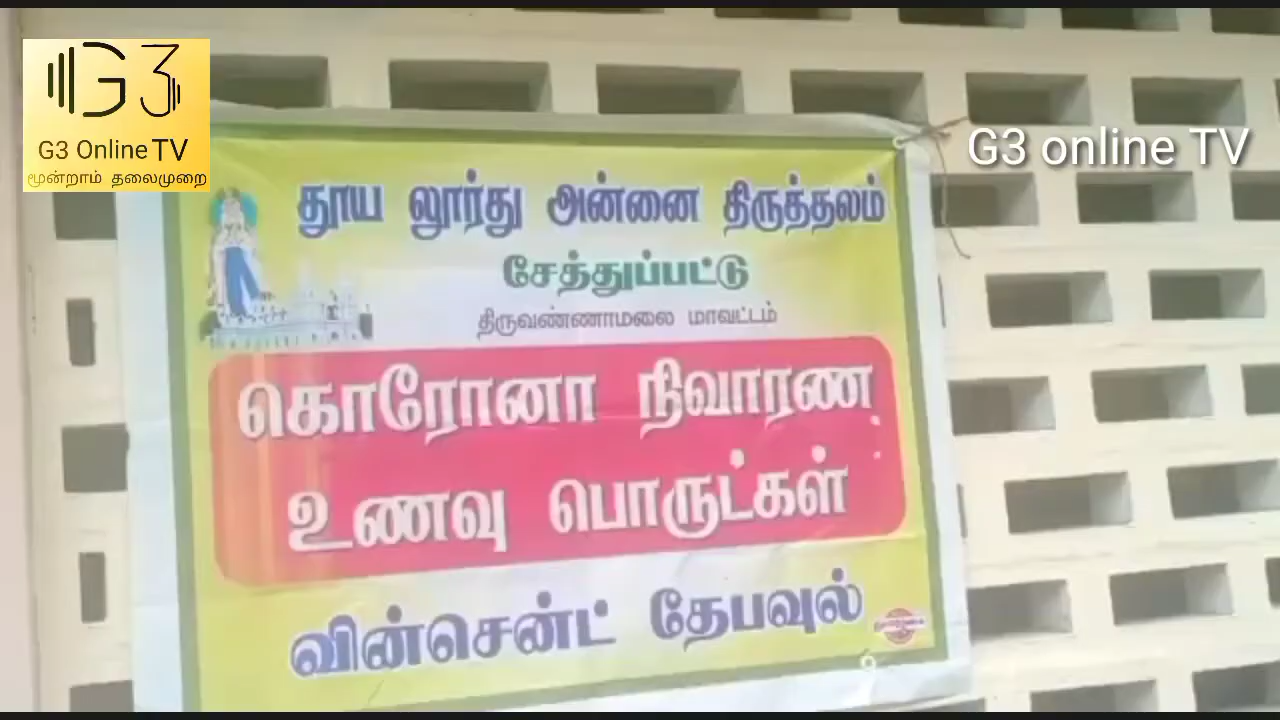 G3
G3 Online TV
மூன்றாம் தலைமுறை
G3 online TV
தூய லூர்து அன்னை திருத்தலம்
சேத்துப்பட்டு
திருவண்ணாமலை மாவட்டம்
கொரோனா நிவாரண
உணவு பொருட்கள்
வின்சென்ட் தேபவுல்